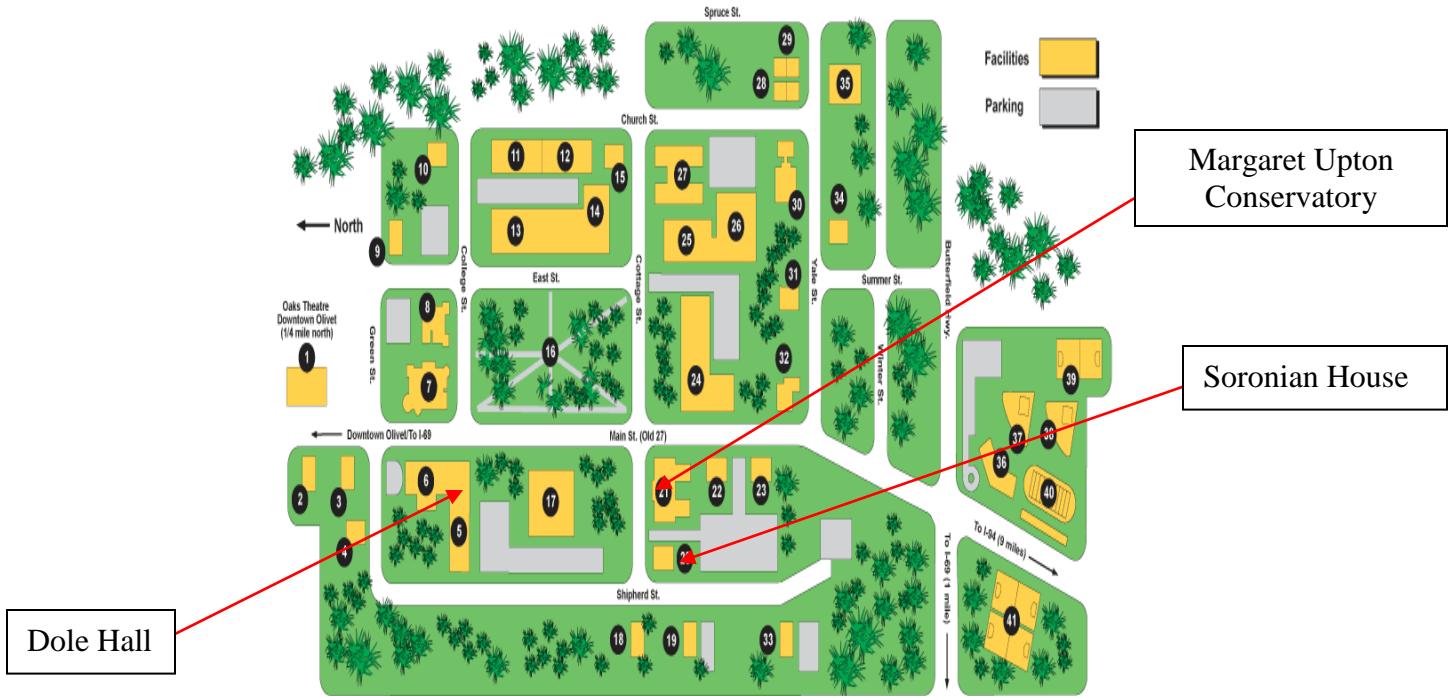 Spruce St.
29
28
35
Facilities
Parking
Margaret Upton
Conservatory
Church St.
11
12
15
10
27
34
30
North
14
13
26
25
9
College St.
Cottage St.
Yale St.
Butterfield Hwy.
East St.
31
Summer St.
Oaks Theatre
Downtown Olivet
(1/4 mile north)
1
8
Green St.
16
32
Winter St.
7
24
Soronian House
39
37
38
36
40
Downtown Olivet/To I-69
Main St. (Old 27)
2
3
6
17
21
22
23
4
5
To I-94 (9 miles)
To I-69 (1 mile)
Shipherd St.
18
19
33
41
Dole Hall